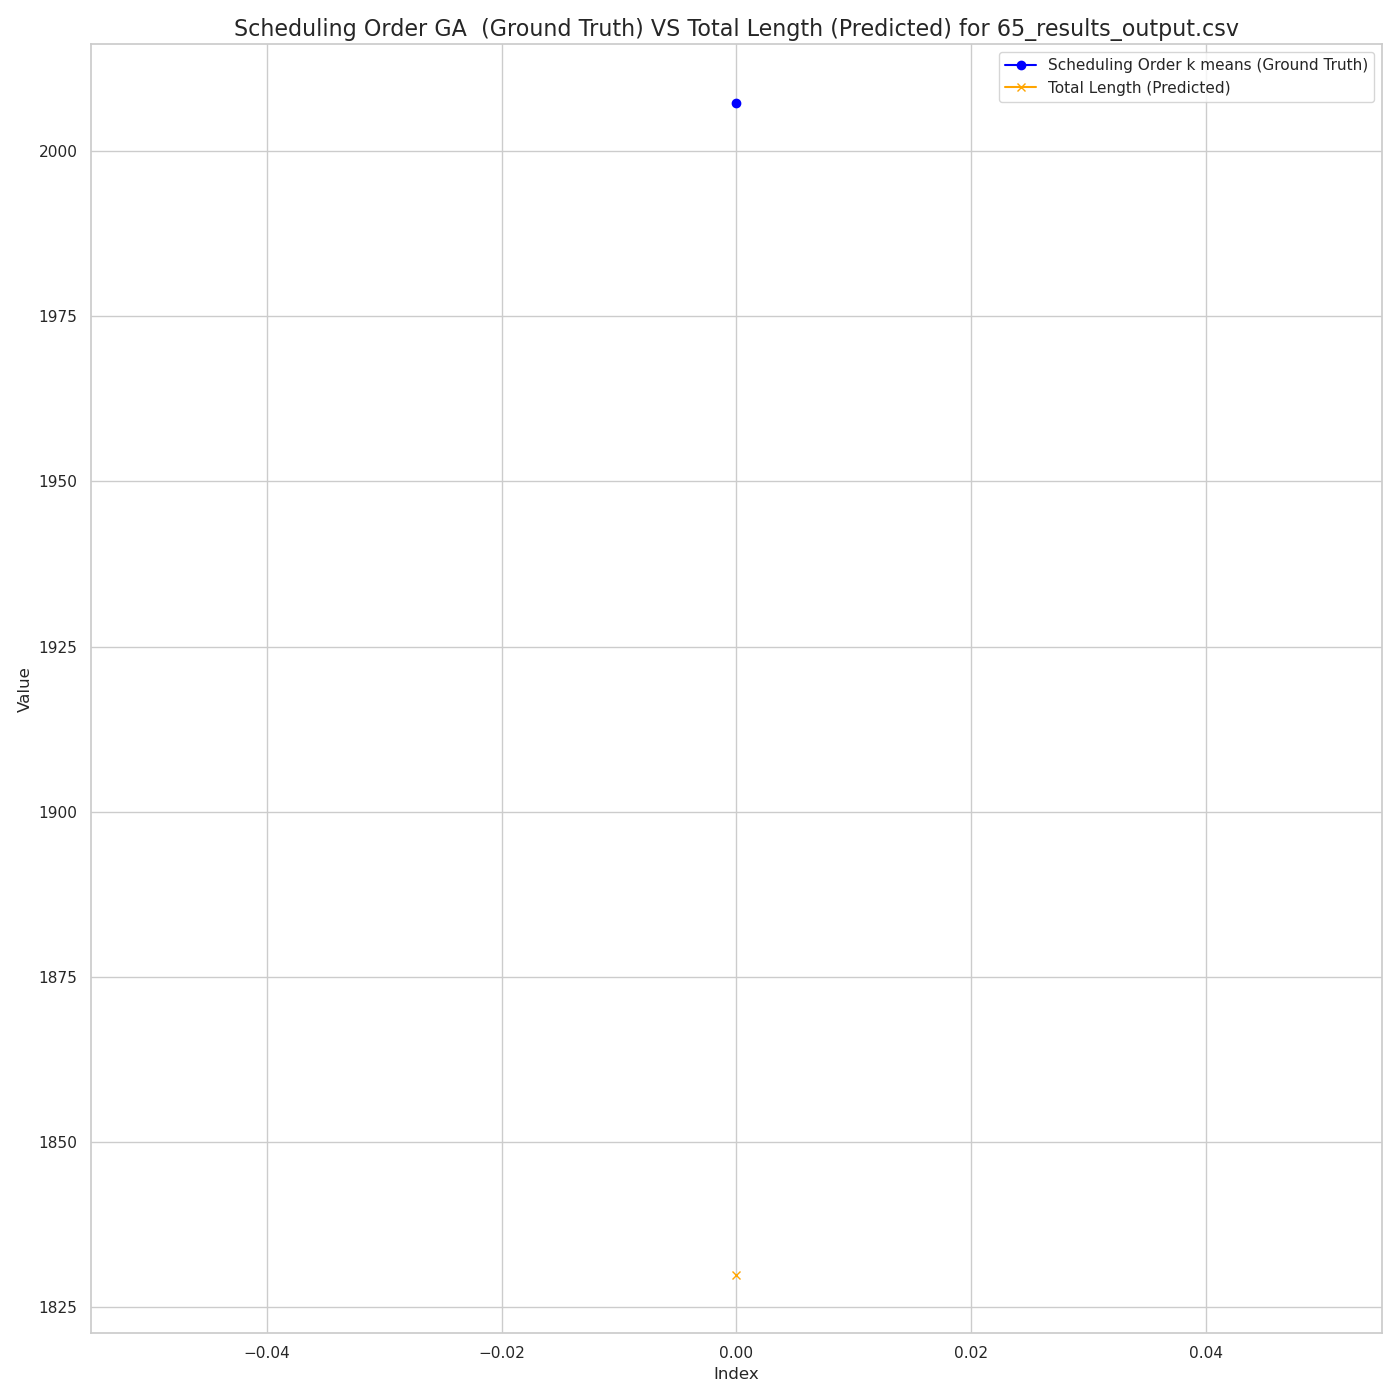 Scheduling Order GA  (Ground Truth) VS Total Length (Predicted) for 65_results_output.csv
Scheduling Order k means (Ground Truth)
Total Length (Predicted)
2000
1975
1950
1925
1900
1875
1850
1825
Value
−0.04
−0.02
0.00
0.02
0.04
Index